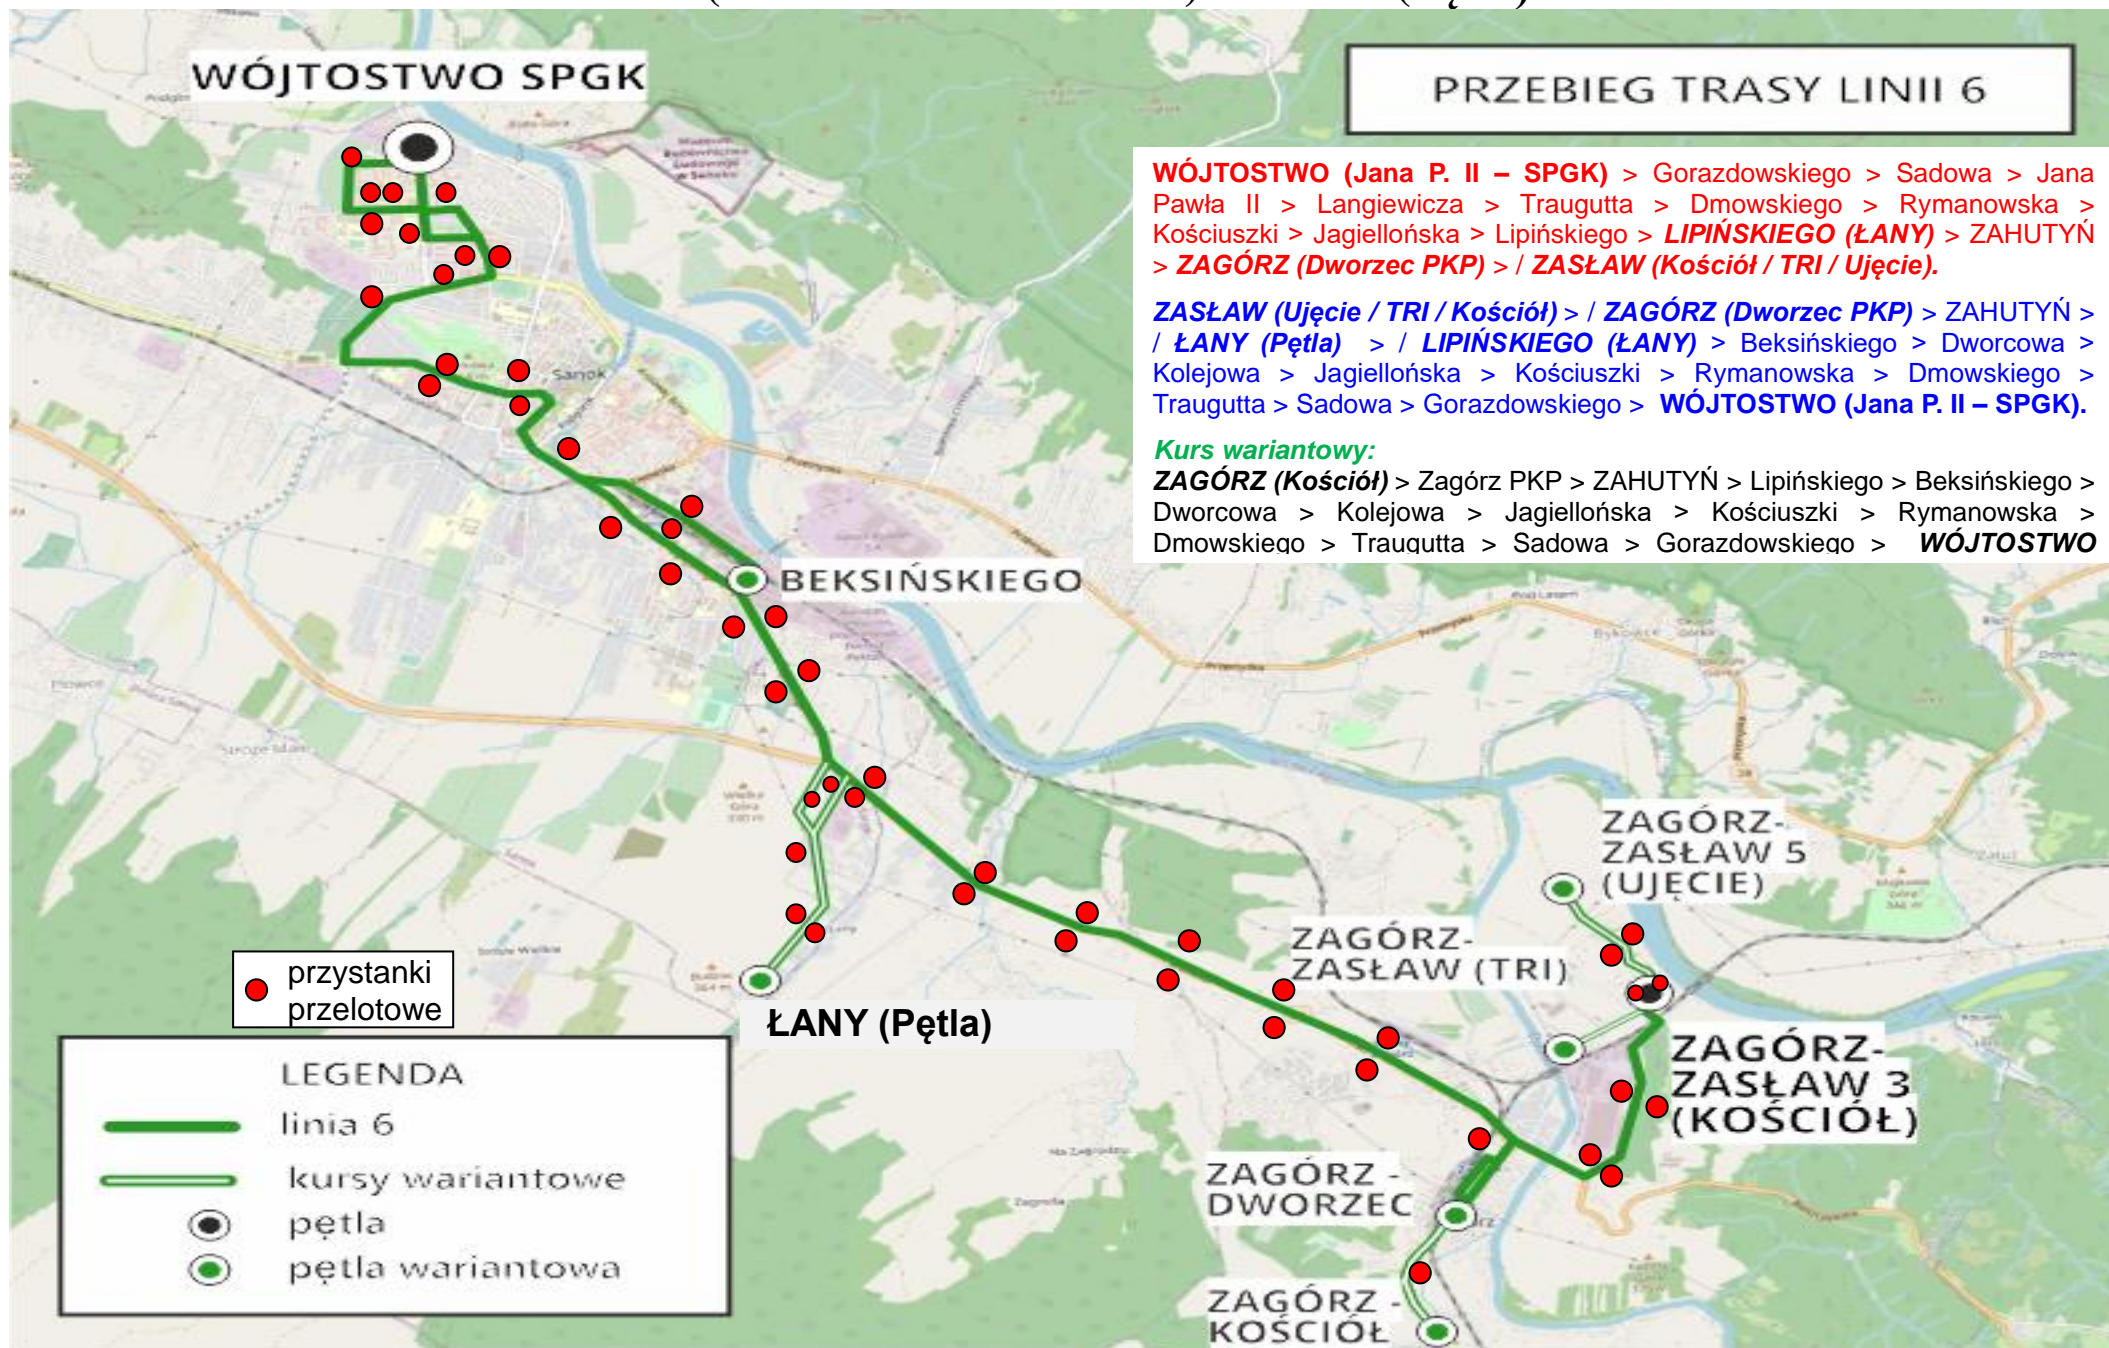 WÓJTOSTWO SPGK
PRZEBIEG TRASY LINII 6
WÓJTOSTWO (Jana P. II – SPGK) > Gorazdowskiego > Sadowa > Jana
Pawła II > Langiewicza > Traugutta > Dmowskiego > Rymanowska >
Kościuszki > Jagiellońska > Lipińskiego > LIPIŃSKIEGO (ŁANY) > ZAHUTYŃ
> ZAGÓRZ (Dworzec PKP) > / ZASŁAW (Kościół / TRI / Ujęcie).
ZASŁAW (Ujęcie / TRI / Kościół) > / ZAGÓRZ (Dworzec PKP) > ZAHUTYŃ >
/ ŁANY (Pętla) > / LIPIŃSKIEGO (ŁANY) > Beksińskiego > Dworcowa >
Kolejowa > Jagiellońska > Kościuszki > Rymanowska > Dmowskiego >
Traugutta > Sadowa > Gorazdowskiego > WÓJTOSTWO (Jana P. II – SPGK).
Kurs wariantowy:
ZAGÓRZ (Kościół) > Zagórz PKP > ZAHUTYŃ > Lipińskiego > Beksińskiego >
Dworcowa > Kolejowa > Jagiellońska > Kościuszki > Rymanowska >
Dmowskiego > Traugutta > Sadowa > Gorazdowskiego > WÓJTOSTWO
Sanok
BEKSIŃSKIEGO
Przemyska
Przemyska
Bykowce
ZAGÓRZ-
ZASŁAW 5
(UJĘCIE)
ZAGÓRZ-
ZASŁAW (TRI)
Stróże Wielkie
ŁANY (Pętla)
ZAGÓRZ-
ZASŁAW 3
(KOŚCIÓŁ)
ZAGÓRZ -
DWORZEC
ZAGÓRZ -
KOŚCIÓŁ
przystanki
przelotowe
LEGENDA
linia 6
kursy wariantowe
pętla
pętla wariantowa